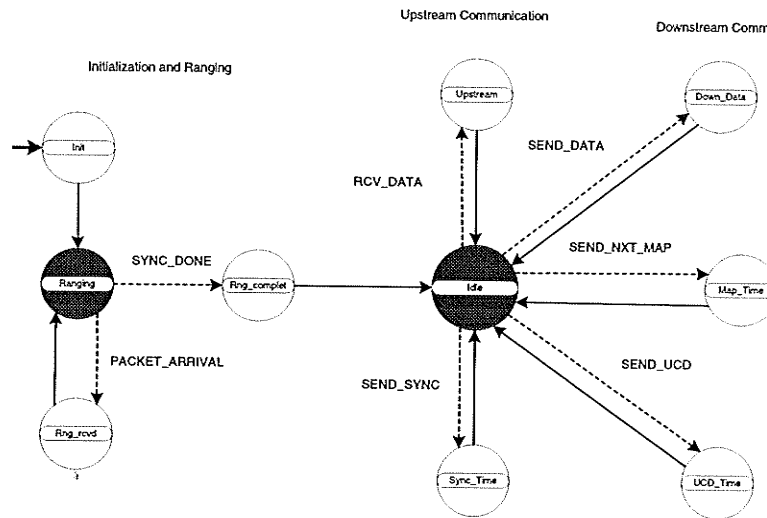 Upstream Communication
Downstream Comm
Initialization and Ranging
Upstream
Down_Data
Init
SEND_DATA
RCV_DATA
SYNC_DONE
SEND_NXT_MAP
Ranging
Rng_complet
Idle
Map_Time
PACKET_ARRIVAL
SEND_UCD
SEND_SYNC
Rng_rcvd
Sync_Time
UCD_Time